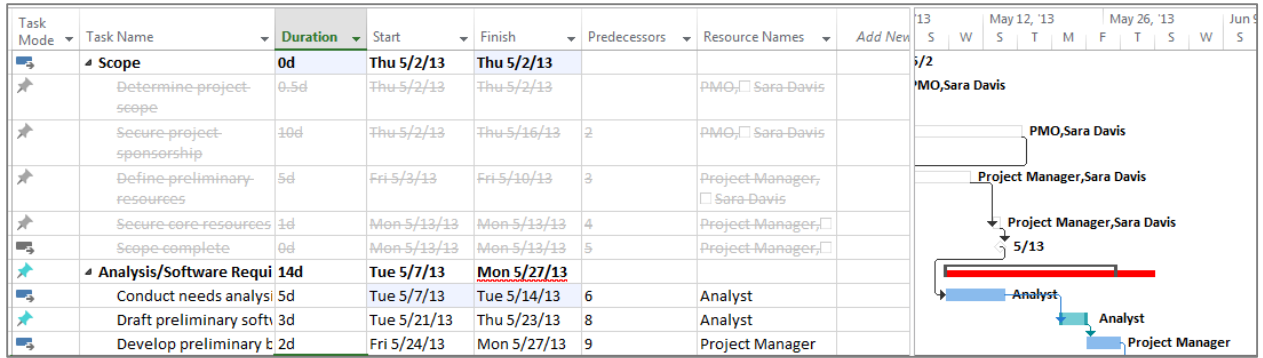 Task Mode Task Name Duration Start Finish Predecessors Resource Names Add New
Scope 0d Thu 5/2/13 Thu 5/2/13
Determine project scope 0.5d Thu 5/2/13 Thu 5/2/13 PMO, Sara Davis
Secure project sponsorship 10d Thu 5/2/13 Thu 5/16/13 2 PMO, Sara Davis
Define preliminary resources 5d Fri 5/3/13 Fri 5/10/13 3 Project Manager, Sara Davis
Secure core resources 1d Mon 5/13/13 Mon 5/13/13 4 Project Manager,
Scope complete 0d Mon 5/13/13 Mon 5/13/13 5 Project Manager,
Analysis/Software Requi 14d Tue 5/7/13 Mon 5/27/13
Conduct needs analysi 5d Tue 5/7/13 Tue 5/14/13 6 Analyst
Draft preliminary softw 3d Tue 5/21/13 Thu 5/23/13 8 Analyst
Develop preliminary b 2d Fri 5/24/13 Mon 5/27/13 9 Project Manager
'13 May 12, '13 May 26, '13 Jun 9
S W S T M F T S W S
5/2
PMO,Sara Davis
PMO,Sara Davis
Project Manager,Sara Davis
Project Manager,Sara Davis
5/13
Analyst
Analyst
Project Manager